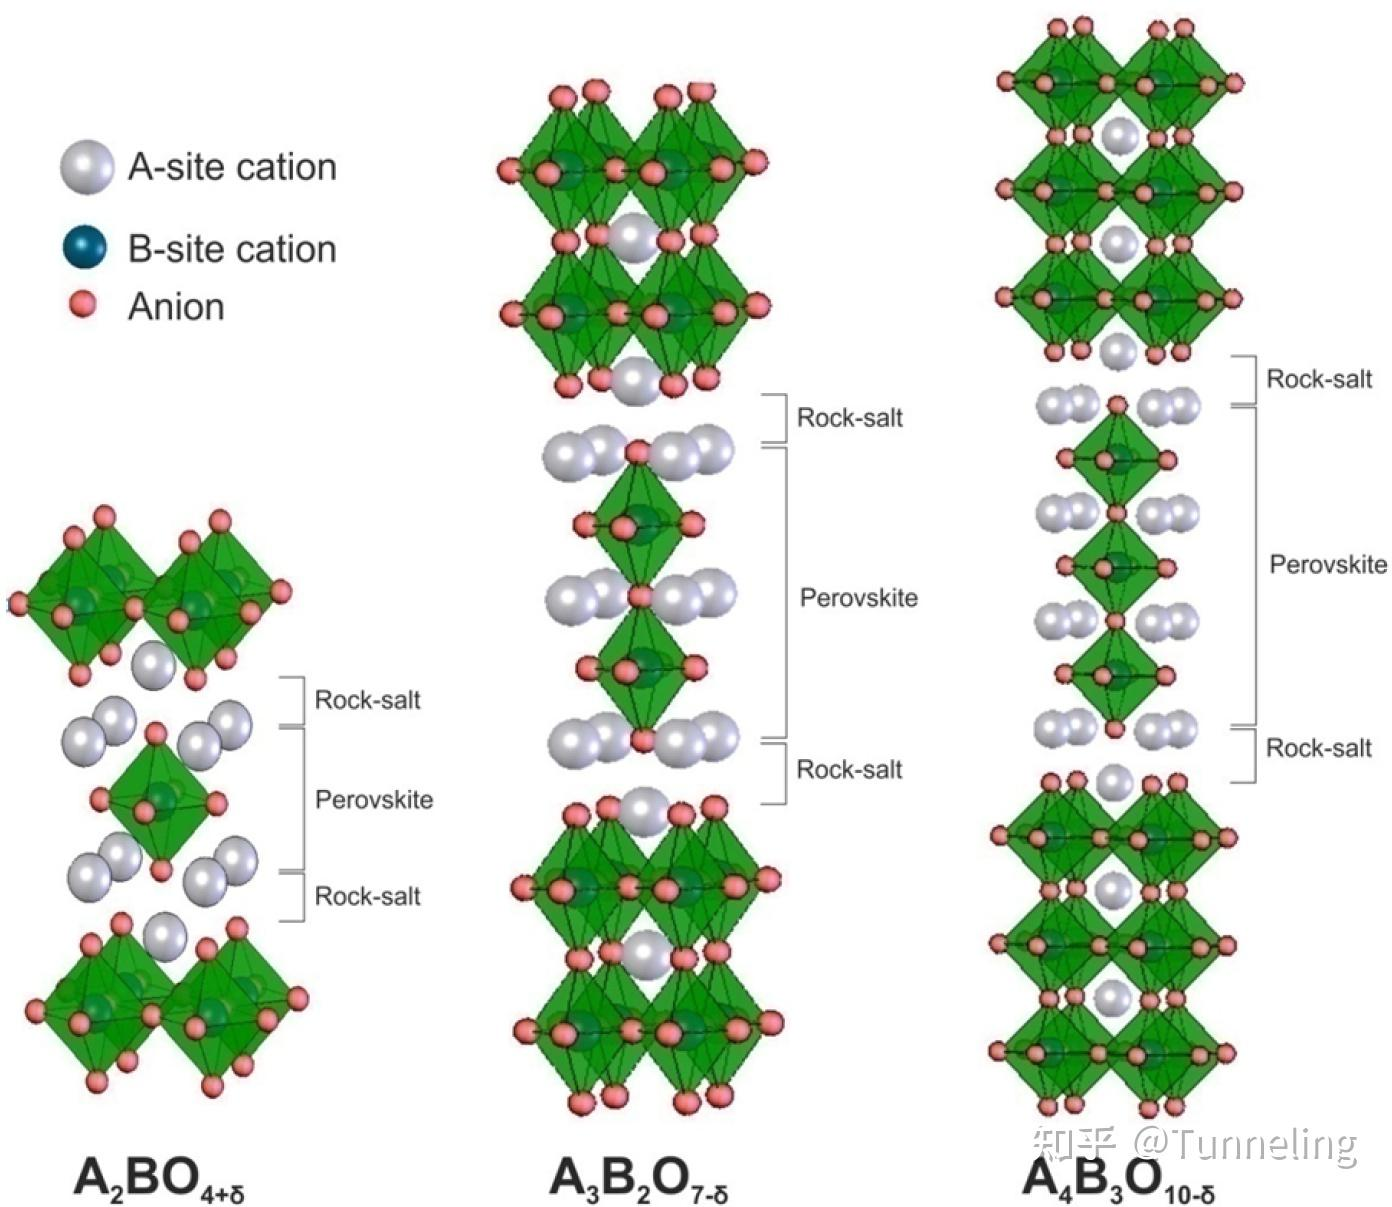 A-site cation
B-site cation
Anion
Rock-salt
Perovskite
Rock-salt
A₂BO₄₊δ
Rock-salt
Perovskite
Rock-salt
A₃B₂O₇₋δ
Rock-salt
Perovskite
Rock-salt
A₄B₃O₁₀₋δ
知乎 @Tunneling